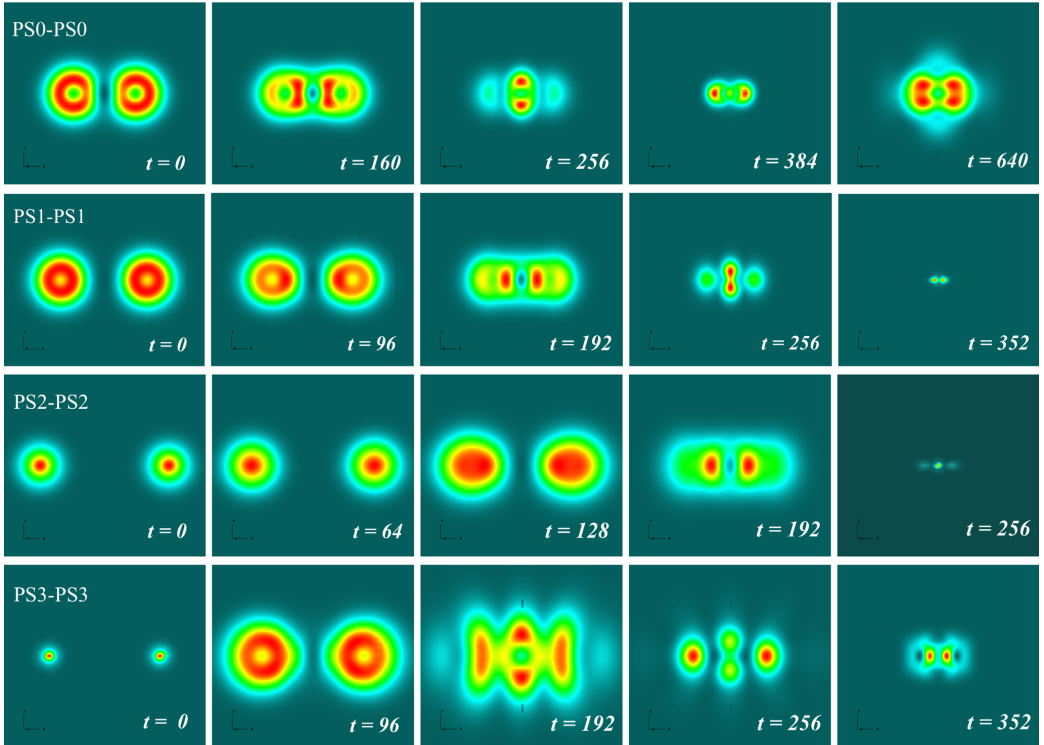 PS0-PS0
t = 0
t = 160
t = 256
t = 384
t = 640
PS1-PS1
t = 0
t = 96
t = 192
t = 256
t = 352
PS2-PS2
t = 0
t = 64
t = 128
t = 192
t = 256
PS3-PS3
t = 0
t = 96
t = 192
t = 256
t = 352